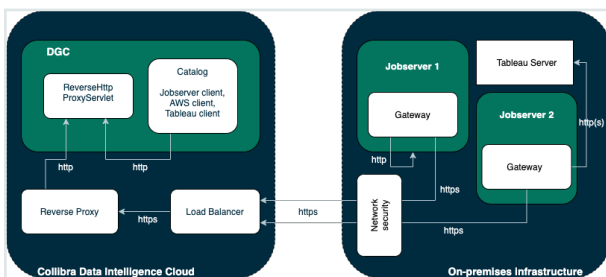 DGC
ReverseHttp
ProxyServlet
Catalog
Jobserver client,
AWS client,
Tableau client
http
http
Reverse Proxy
https
Load Balancer
Collibra Data Intelligence Cloud
https
https
Jobserver 1
Gateway
http
https
Network
security
Tableau Server
Jobserver 2
http(s)
Gateway
https
On-premises infrastructure